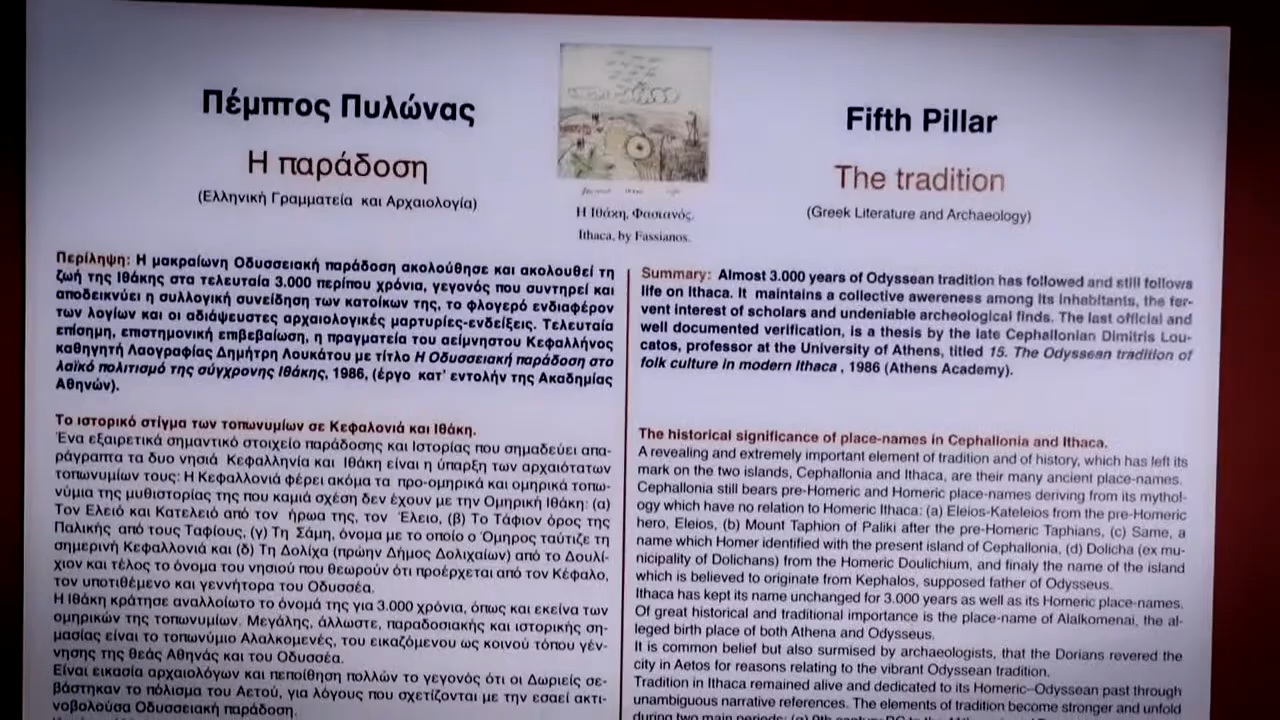 Πέμπτος Πυλώνας
Η παράδοση
(Ελληνική Γραμματεία και Αρχαιολογία)
Η Ιθάκη, Φασιανός.
Ithaca, by Fassianos.
Fifth Pillar
The tradition
(Greek Literature and Archaeology)
Περίληψη: Η μακραίωνη Οδυσσειακή παράδοση ακολούθησε και ακολουθεί τη
ζωή της Ιθάκης στα τελευταία 3.000 περίπου χρόνια, γεγονός που συντηρεί και
αποδεικνύει η συλλογική συνείδηση των κατοίκων της, το φλογερό ενδιαφέρον
των λογίων και οι αδιάψευστες αρχαιολογικές μαρτυρίες-ενδείξεις. Τελευταία
επίσημη, επιστημονική επιβεβαίωση, η πραγματεία του αείμνηστου Κεφαλλήνος
καθηγητή Λαογραφίας Δημήτρη Λουκάτου με τίτλο Η Οδυσσειακή παράδοση στο
λαϊκό πολιτισμό της σύγχρονης Ιθάκης, 1986, (έργο κατ' εντολήν της Ακαδημίας
Αθηνών).
Το ιστορικό στίγμα των τοπωνυμίων σε Κεφαλονιά και Ιθάκη.
Ένα εξαιρετικά σημαντικό στοιχείο παράδοσης και Ιστορίας που σημαδεύει απα-
ράγραπτα τα δυο νησιά Κεφαλληνία και Ιθάκη είναι η ύπαρξη των αρχαιότατων
τοπωνυμίων τους: Η Κεφαλλονιά φέρει ακόμα τα προ-ομηρικά και ομηρικά τοπω-
νύμια της μυθιστορίας της που καμιά σχέση δεν έχουν με την Ομηρική Ιθάκη: (α)
Τον Ελειό και Κατελειό από τον ήρωα της, τον Έλειο, (β) Το Τάφιον όρος της
Παλικής από τους Ταφίους, (γ) Τη Σάμη, όνομα με το οποίο ο Όμηρος ταύτιζε τη
σημερινή Κεφαλλονιά και (δ) Τη Δολίχα (πρώην Δήμος Δολιχαίων) από το Δουλί-
χιον και τέλος το όνομα του νησιού που θεωρούν ότι προέρχεται από τον Κέφαλο,
τον υποτιθέμενο και γεννήτορα του Οδυσσέα.
Η Ιθάκη κράτησε αναλλοίωτο το όνομά της για 3.000 χρόνια, όπως και εκείνα των
ομηρικών της τοπωνυμίων. Μεγάλης, άλλωστε, παραδοσιακής και ιστορικής ση-
μασίας είναι το τοπωνύμιο Αλαλκομενές, του εικαζόμενου ως κοινού τόπου γέν-
νησης της θεάς Αθηνάς και του Οδυσσέα.
Είναι εικασία αρχαιολόγων και πεποίθηση πολλών το γεγονός ότι οι Δωριείς σε-
βάστηκαν το πόλισμα του Αετού, για λόγους που σχετίζονται με την εσαεί ακτι-
νοβολούσα Οδυσσειακή παράδοση.
Summary: Almost 3.000 years of Odyssean tradition has followed and still follows
life on Ithaca. It maintains a collective awereness among its inhabitants, the fer-
vent interest of scholars and undeniable archeological finds. The last official and
well documented verification, is a thesis by the late Cephallonian Dimitris Lou-
catos, professor at the University of Athens, titled 15. The Odyssean tradition of
folk culture in modern Ithaca , 1986 (Athens Academy).
The historical significance of place-names in Cephallonia and Ithaca.
A revealing and extremely important element of tradition and of history, which has left its
mark on the two islands, Cephallonia and Ithaca, are their many ancient place-names.
Cephallonia still bears pre-Homeric and Homeric place-names deriving from its mythol-
ogy which have no relation to Homeric Ithaca: (a) Eleios-Kateleios from the pre-Homeric
hero, Eleios, (b) Mount Taphion of Paliki after the pre-Homeric Taphians, (c) Same, a
name which Homer identified with the present island of Cephallonia, (d) Dolicha (ex mu-
nicipality of Dolichans) from the Homeric Doulichium, and finaly the name of the island
which is believed to originate from Kephalos, supposed father of Odysseus.
Ithaca has kept its name unchanged for 3.000 years as well as its Homeric place-names.
Of great historical and traditional importance is the place-name of Alalkomenai, the al-
leged birth place of both Athena and Odysseus.
It is common belief but also surmised by archaeologists, that the Dorians revered the
city in Aetos for reasons relating to the vibrant Odyssean tradition.
Tradition in Ithaca remained alive and dedicated to its Homeric–Odyssean past through
unambiguous narrative references. The elements of tradition become stronger and unfold
during two main periods: